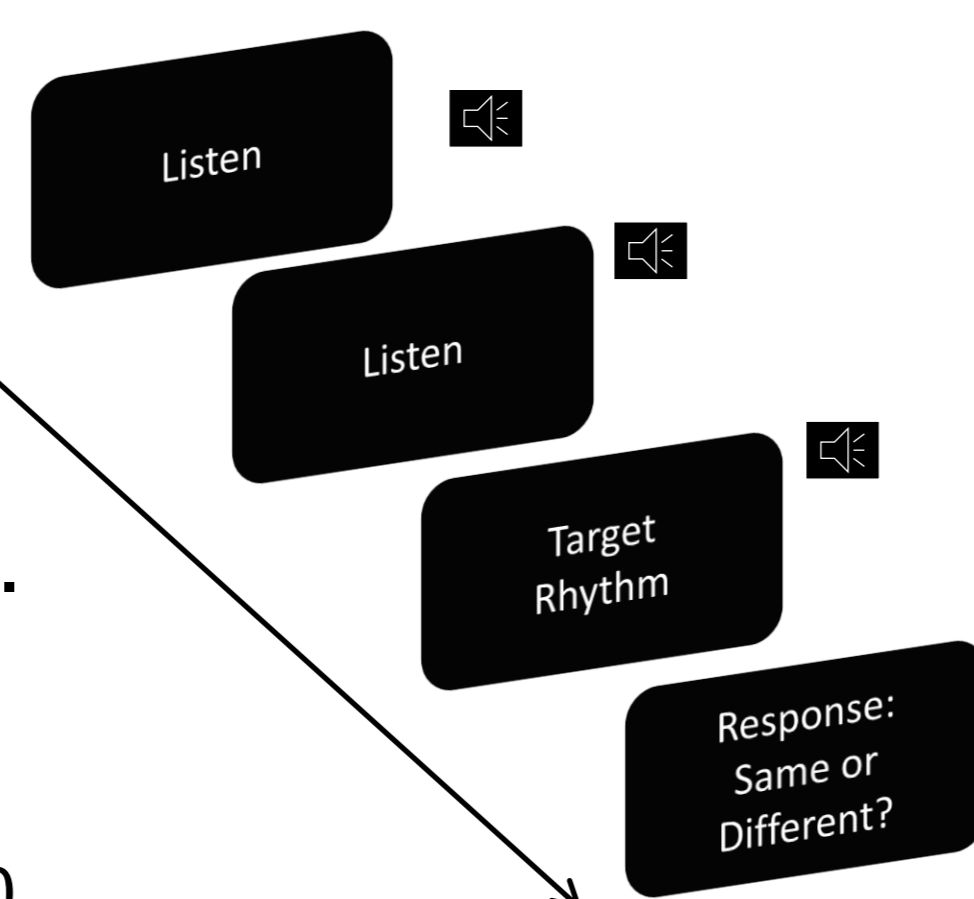 Listen
Listen
Target
Rhythm
.
Response:
Same or
Different?